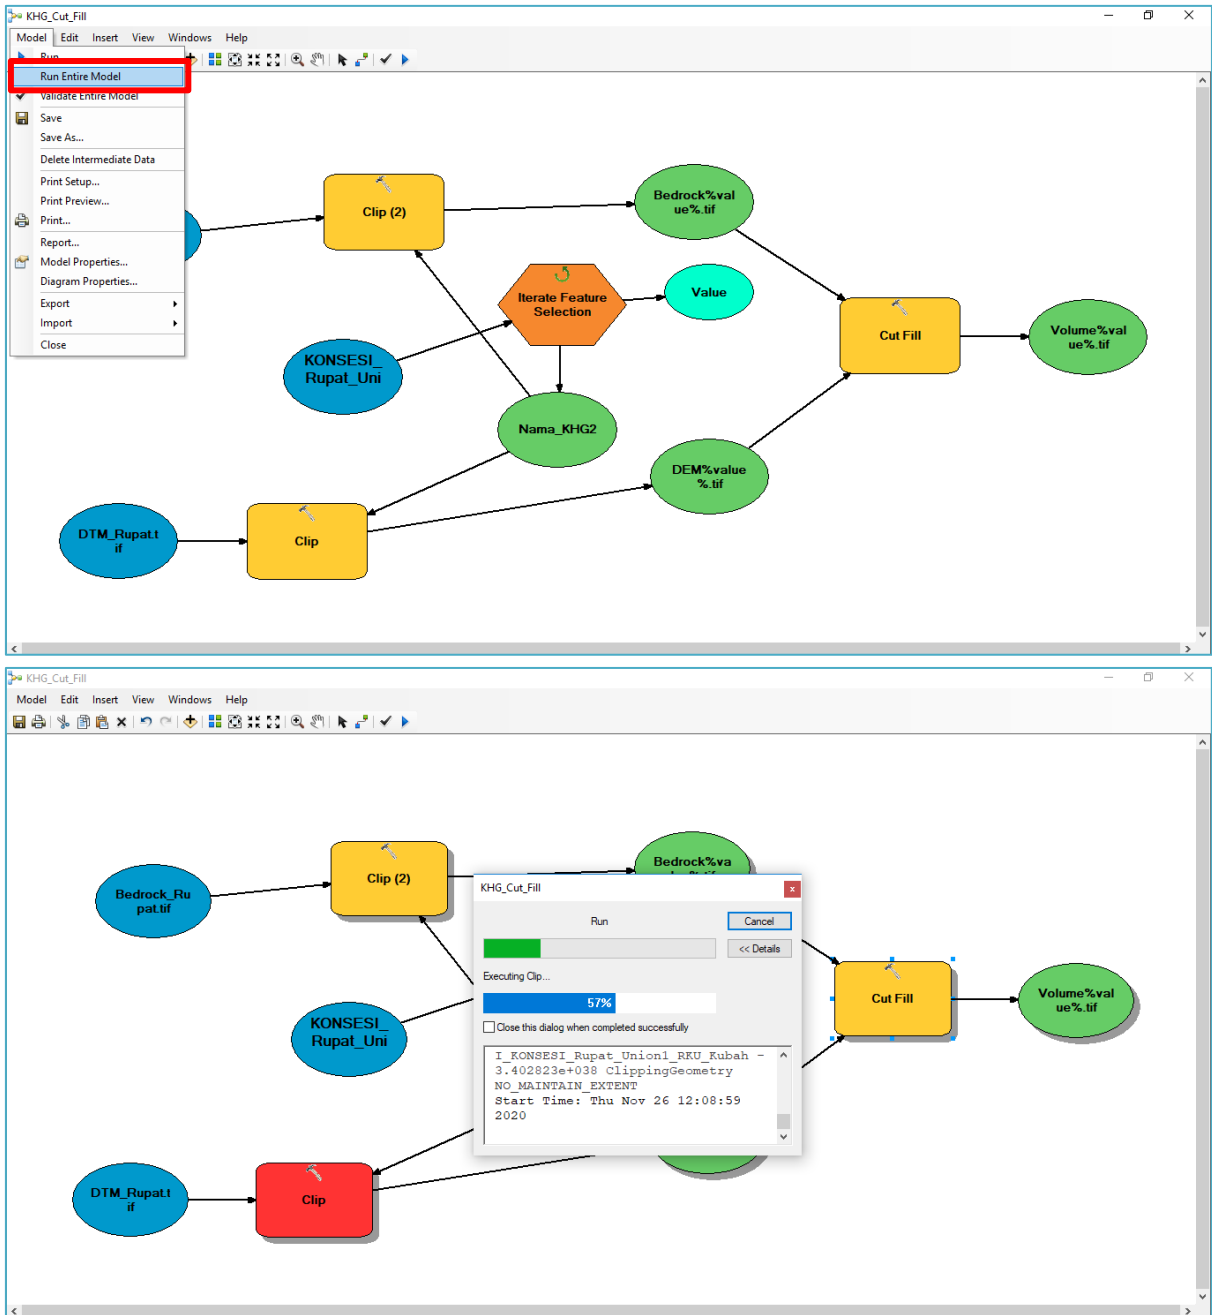 KHG_Cut_Fill
Model Edit Insert View Windows Help
Run
Run Entire Model
Validate Entire Model
Save
Save As...
Delete Intermediate Data
Print Setup...
Print Preview...
Print...
Report...
Model Properties...
Diagram Properties...
Export
Import
Close
Clip (2)
Bedrock%val
ue%.tif
Iterate Feature
Selection
Value
Cut Fill
Volume%val
ue%.tif
KONSESI_
Rupat_Uni
Nama_KHG2
DEM%value
%.tif
DTM_Rupat.t
if
Clip
KHG_Cut_Fill
Model Edit Insert View Windows Help
Bedrock_Ru
pat.tif
Clip (2)
Bedrock%va
KHG_Cut_Fill
Run
Cancel
<< Details
Executing Clip...
57%
Close this dialog when completed successfully
I_KONSESI_Rupat_Union1_RKU_Kubah -
3.402823e+038 ClippingGeometry
NO_MAINTAIN_EXTENT
Start Time: Thu Nov 26 12:08:59
2020
KONSESI_
Rupat_Uni
Cut Fill
Volume%val
ue%.tif
DTM_Rupat.t
if
Clip